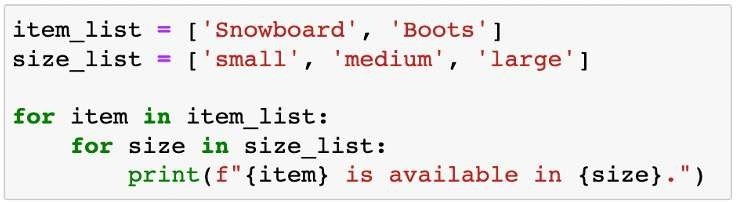 item_list = ['Snowboard', 'Boots']
size_list = ['small', 'medium', 'large']
for item in item_list:
    for size in size_list:
        print(f"{item} is available in {size}.")